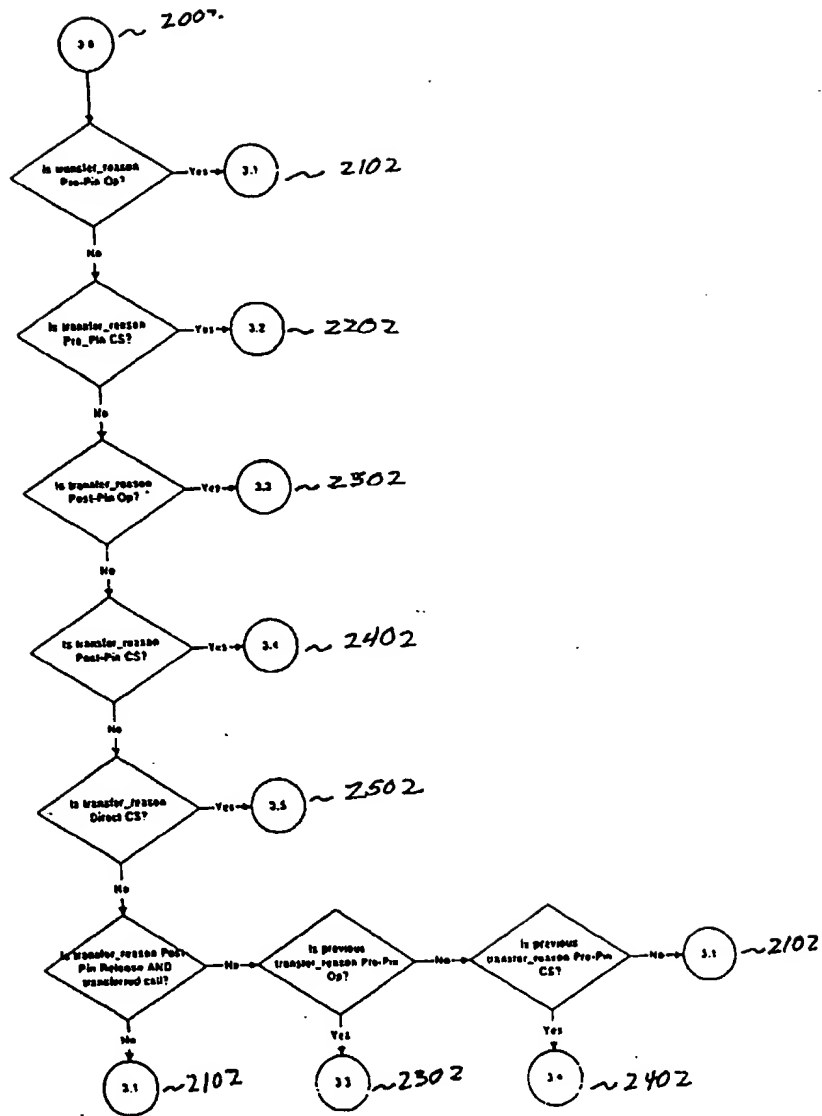 3.0 ~ 2007.
Is transfer_reason
Pre-Pin Op?
Yes
3.1 ~ 2102
No
Is transfer_reason
Pre_Pin CS?
Yes
3.2 ~ 2202
No
Is transfer_reason
Post-Pin Op?
Yes
3.3 ~ 2302
No
Is transfer_reason
Post-Pin CS?
Yes
3.4 ~ 2402
No
Is transfer_reason
Direct CS?
Yes
3.5 ~ 2502
No
Is transfer_reason Post-
Pin Release AND
transferred call?
No
Is previous
transfer_reason Pre-Pin
Op?
No
Is previous
transfer_reason Pre-Pin
CS?
No
3.1 ~2102
No
Yes
Yes
3.1 ~2102
3.3 ~2302
3.4 ~2402